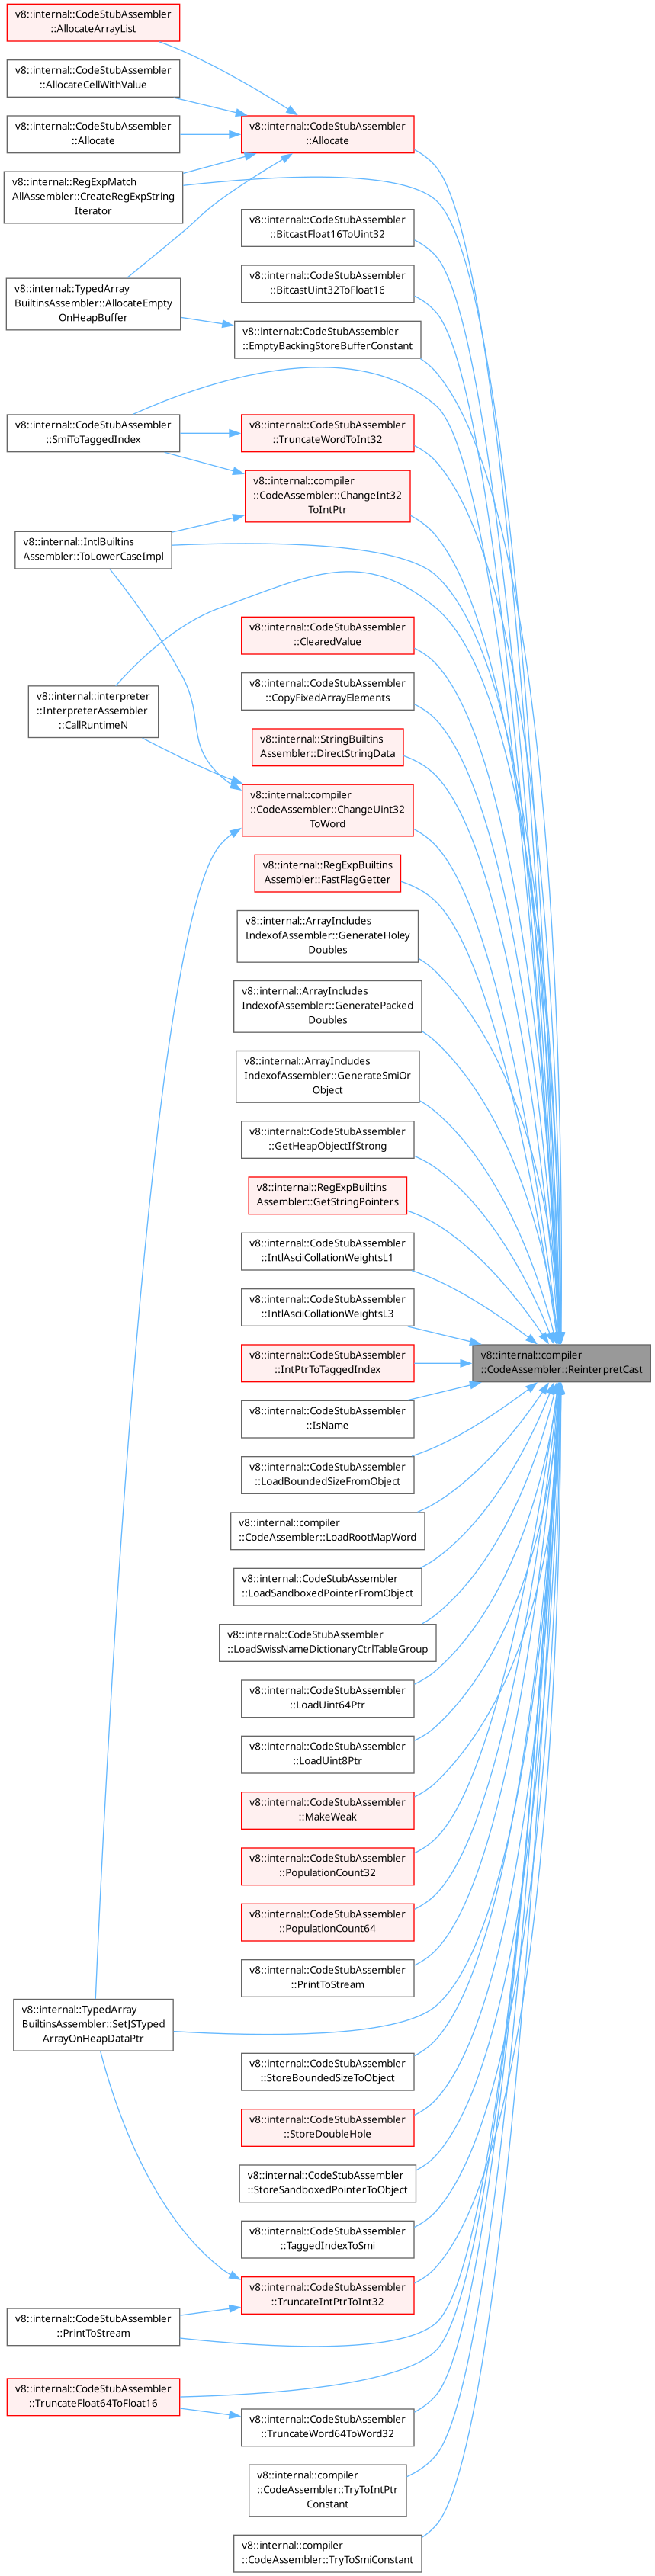 v8::internal::CodeStubAssembler
::AllocateArrayList
v8::internal::CodeStubAssembler
::AllocateCellWithValue
v8::internal::CodeStubAssembler
::Allocate
v8::internal::CodeStubAssembler
::Allocate
v8::internal::RegExpMatch
AllAssembler::CreateRegExpString
Iterator
v8::internal::CodeStubAssembler
::BitcastFloat16ToUint32
v8::internal::CodeStubAssembler
::BitcastUint32ToFloat16
v8::internal::TypedArray
BuiltinsAssembler::AllocateEmpty
OnHeapBuffer
v8::internal::CodeStubAssembler
::EmptyBackingStoreBufferConstant
v8::internal::CodeStubAssembler
::SmiToTaggedIndex
v8::internal::CodeStubAssembler
::TruncateWordToInt32
v8::internal::compiler
::CodeAssembler::ChangeInt32
ToIntPtr
v8::internal::IntlBuiltins
Assembler::ToLowerCaseImpl
v8::internal::CodeStubAssembler
::ClearedValue
v8::internal::CodeStubAssembler
::CopyFixedArrayElements
v8::internal::interpreter
::InterpreterAssembler
::CallRuntimeN
v8::internal::StringBuiltins
Assembler::DirectStringData
v8::internal::compiler
::CodeAssembler::ChangeUint32
ToWord
v8::internal::RegExpBuiltins
Assembler::FastFlagGetter
v8::internal::ArrayIncludes
IndexofAssembler::GenerateHoley
Doubles
v8::internal::ArrayIncludes
IndexofAssembler::GeneratePacked
Doubles
v8::internal::ArrayIncludes
IndexofAssembler::GenerateSmiOr
Object
v8::internal::CodeStubAssembler
::GetHeapObjectIfStrong
v8::internal::RegExpBuiltins
Assembler::GetStringPointers
v8::internal::CodeStubAssembler
::IntlAsciiCollationWeightsL1
v8::internal::CodeStubAssembler
::IntlAsciiCollationWeightsL3
v8::internal::CodeStubAssembler
::IntPtrToTaggedIndex
v8::internal::compiler
::CodeAssembler::ReinterpretCast
v8::internal::CodeStubAssembler
::IsName
v8::internal::CodeStubAssembler
::LoadBoundedSizeFromObject
v8::internal::compiler
::CodeAssembler::LoadRootMapWord
v8::internal::CodeStubAssembler
::LoadSandboxedPointerFromObject
v8::internal::CodeStubAssembler
::LoadSwissNameDictionaryCtrlTableGroup
v8::internal::CodeStubAssembler
::LoadUint64Ptr
v8::internal::CodeStubAssembler
::LoadUint8Ptr
v8::internal::CodeStubAssembler
::MakeWeak
v8::internal::CodeStubAssembler
::PopulationCount32
v8::internal::CodeStubAssembler
::PopulationCount64
v8::internal::CodeStubAssembler
::PrintToStream
v8::internal::TypedArray
BuiltinsAssembler::SetJSTyped
ArrayOnHeapDataPtr
v8::internal::CodeStubAssembler
::StoreBoundedSizeToObject
v8::internal::CodeStubAssembler
::StoreDoubleHole
v8::internal::CodeStubAssembler
::StoreSandboxedPointerToObject
v8::internal::CodeStubAssembler
::TaggedIndexToSmi
v8::internal::CodeStubAssembler
::TruncateIntPtrToInt32
v8::internal::CodeStubAssembler
::PrintToStream
v8::internal::CodeStubAssembler
::TruncateFloat64ToFloat16
v8::internal::CodeStubAssembler
::TruncateWord64ToWord32
v8::internal::compiler
::CodeAssembler::TryToIntPtr
Constant
v8::internal::compiler
::CodeAssembler::TryToSmiConstant